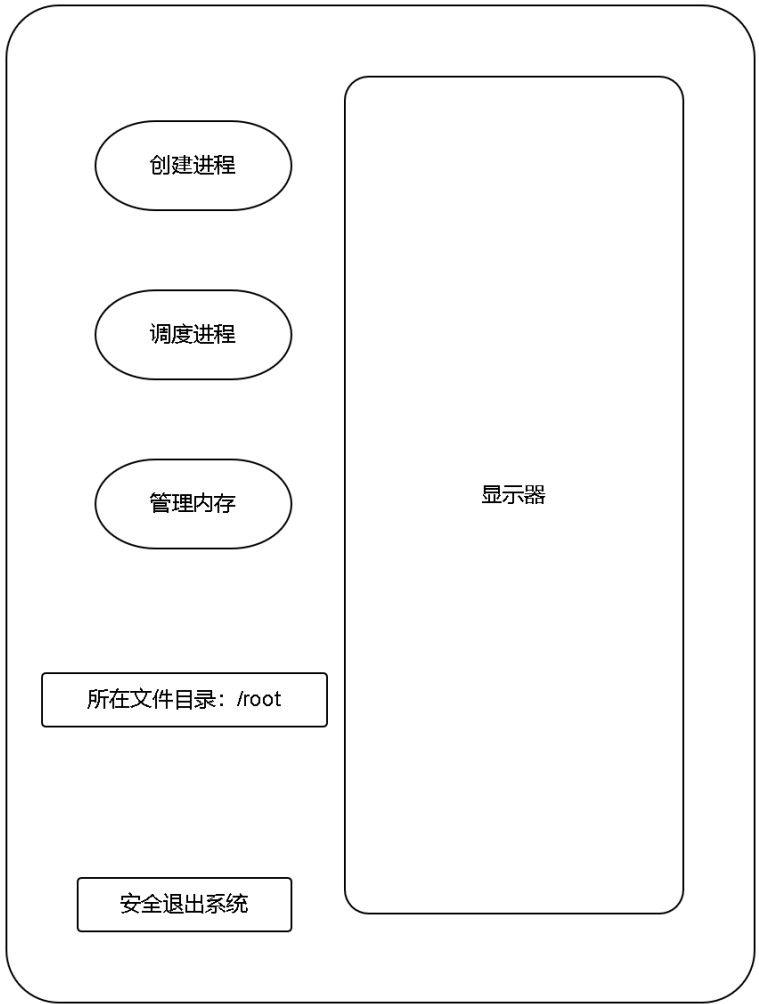 创建进程
调度进程
管理内存
显示器
所在文件目录：/root
安全退出系统